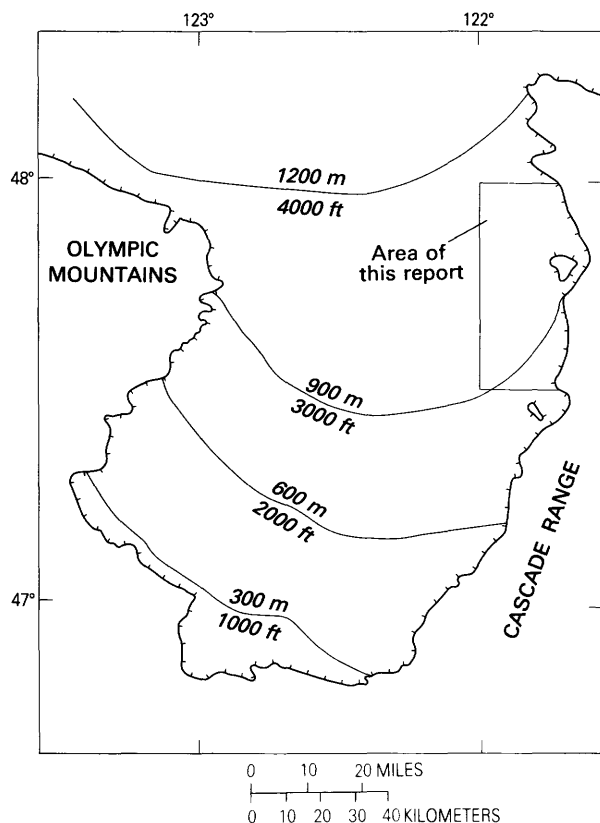 123°
122°
48°
1200 m
4000 ft
Area of
this report
OLYMPIC
MOUNTAINS
900 m
3000 ft
600 m
2000 ft
CASCADE RANGE
47°
300 m
1000 ft
0 10 20 MILES
0 10 20 30 40 KILOMETERS